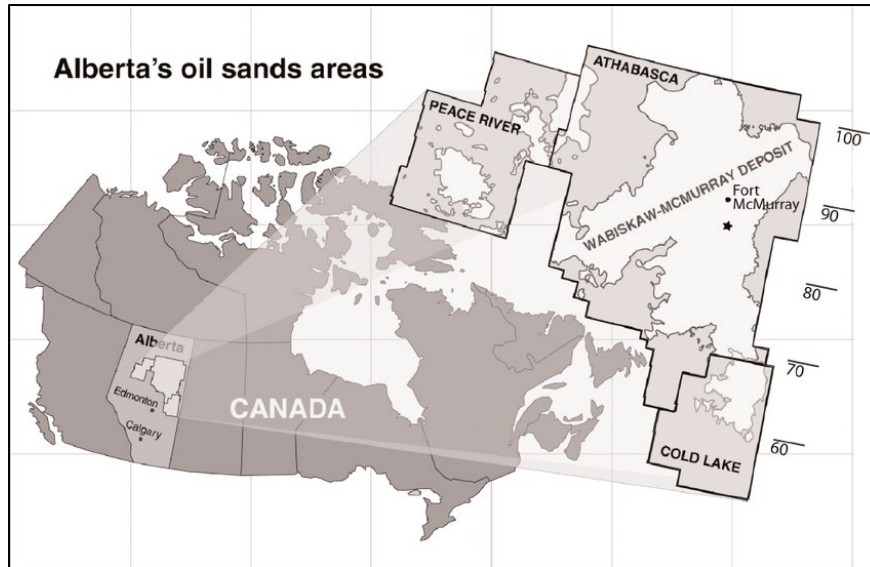 Alberta's oil sands areas
ATHABASCA
PEACE RIVER
100
WABISKAW-MCMURRAY DEPOSIT
Fort
McMurray
90
80
Alberta
70
Edmonton
CANADA
Calgary
60
COLD LAKE